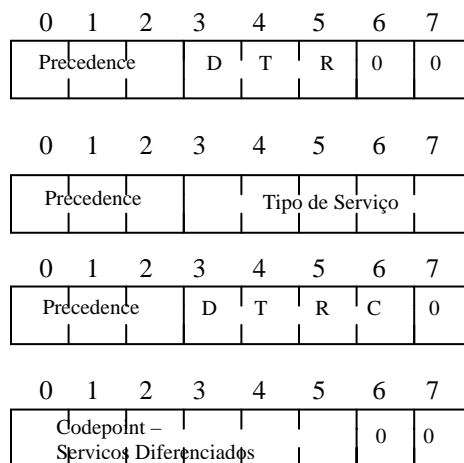 0 1 2 3 4 5 6 7
Precedence D T R 0 0
0 1 2 3 4 5 6 7
Precedence Tipo de Serviço
0 1 2 3 4 5 6 7
Precedence D T R C 0
0 1 2 3 4 5 6 7
Codepoint – 0 0
Servicos Diferenciados